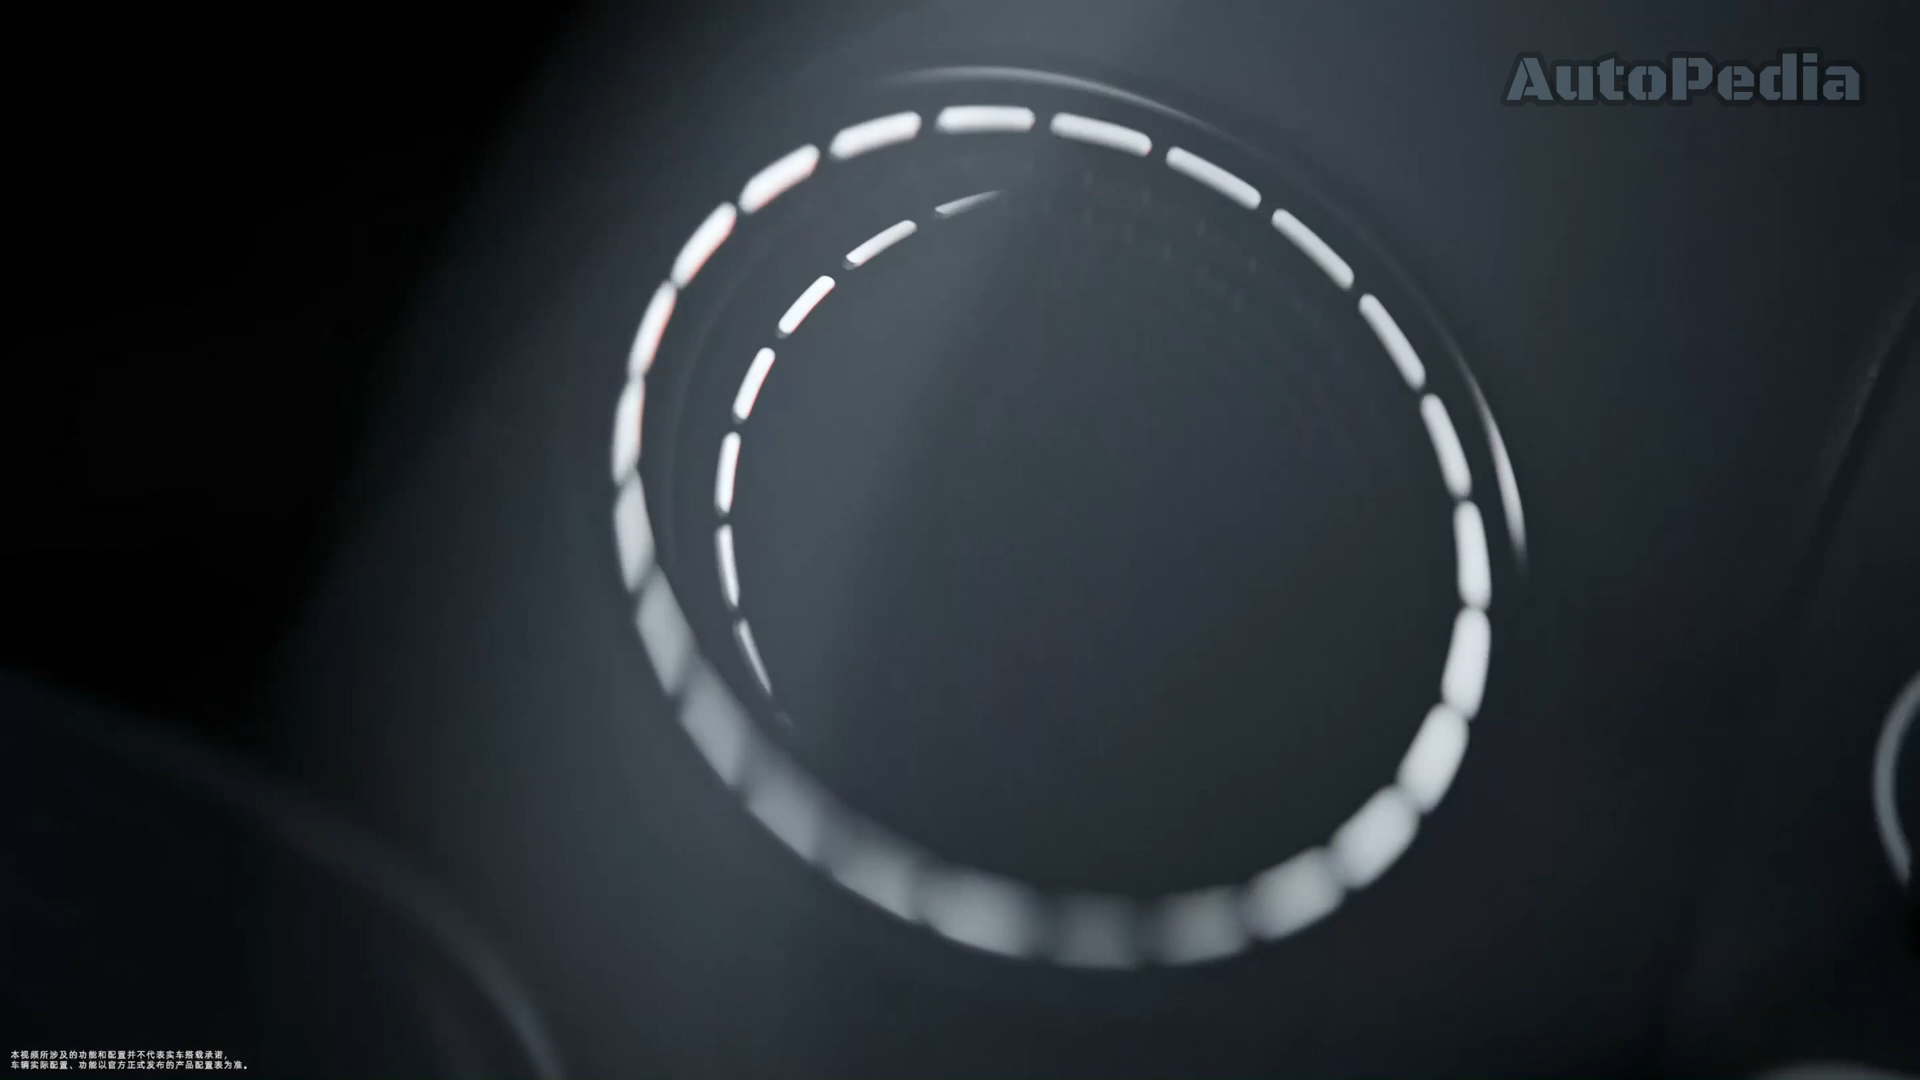 AutoPedia
本视频所涉及的功能和配置并不代表实车搭载承诺，
车辆实际配置、功能以官方正式发布的产品配置表为准。